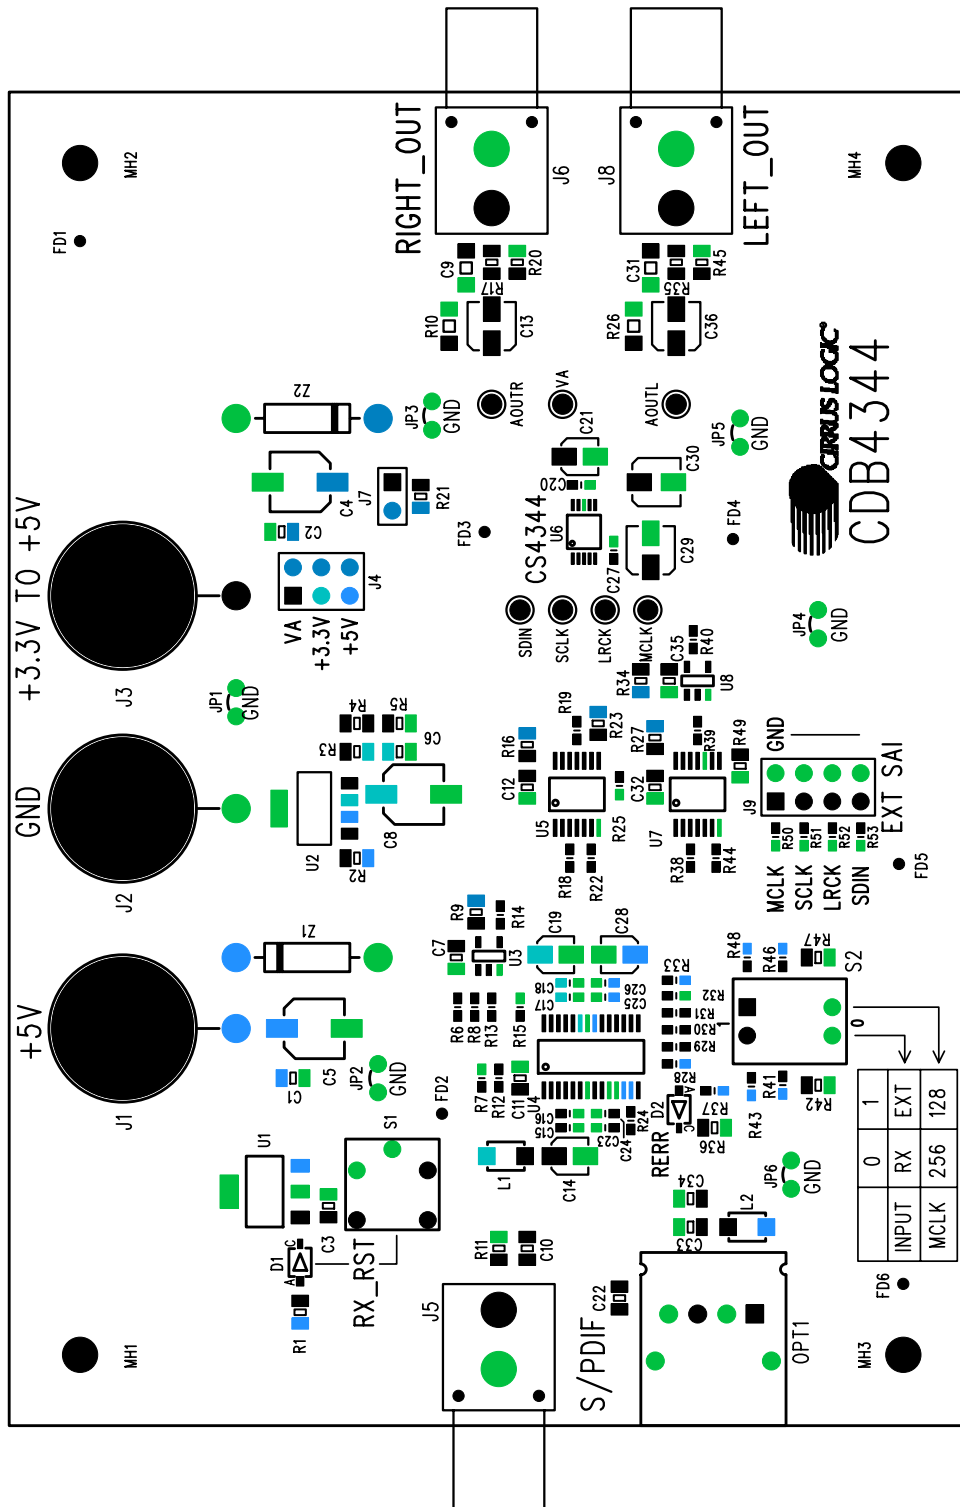 RIGHT_OUT
LEFT_OUT
J6
J8
MH2
MH4
FD1
C9
R17
R20
R10
C13
C31
R35
R45
R26
C36
CIRRUS LOGIC®
CDB4344
Z2
JP3
GND
AOUTR
VA
AOUTL
JP5
GND
+3.3V TO +5V
C4
C2
J7
R21
FD3
C21
C20
U6
CS4344
C30
C29
C27
FD4
J4
VA
+3.3V
+5V
SDIN
SCLK
LRCK
MCLK
JP4
GND
J3
JP1
GND
R34
C35
R40
U8
GND
R3
R4
R5
C6
C8
U2
R2
R16
R19
R23
C12
U5
R25
R18
R22
R27
R39
R49
C32
U7
R38
R44
J9
GND
EXT SAI
R50
R51
R52
R53
MCLK
SCLK
LRCK
SDIN
FD5
J2
+5V
Z1
C5
C1
JP2
GND
FD2
R9
R14
C7
U3
C19
C28
C18
C17
C26
C25
R6
R8
R13
R15
R7
R12
C11
U4
R33
R32
R31
R30
R29
R28
R48
R46
R47
S2
1
0
J1
U1
S1
C3
C
D1
A
R1
RX_RST
L1
C14
C16
C15
C23
C24
R24
A
D2
C
RERR
R37
R36
R43
R41
R42
C34
C33
L2
JP6
GND
0 1
INPUT RX EXT
MCLK 256 128
R11
C10
J5
C22
S/PDIF
OPT1
FD6
MH1
MH3